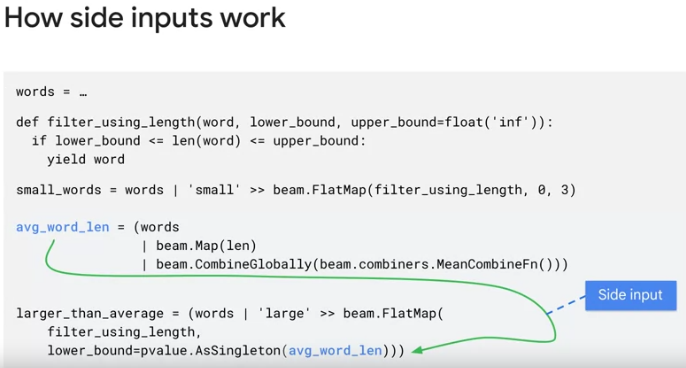 How side inputs work
words = …
def filter_using_length(word, lower_bound, upper_bound=float('inf')):
if lower_bound <= len(word) <= upper_bound:
yield word
small_words = words | 'small' >> beam.FlatMap(filter_using_length, 0, 3)
avg_word_len = (words
| beam.Map(len)
| beam.CombineGlobally(beam.combiners.MeanCombineFn()))
Side input
larger_than_average = (words | 'large' >> beam.FlatMap(
filter_using_length,
lower_bound=pvalue.AsSingleton(avg_word_len)))